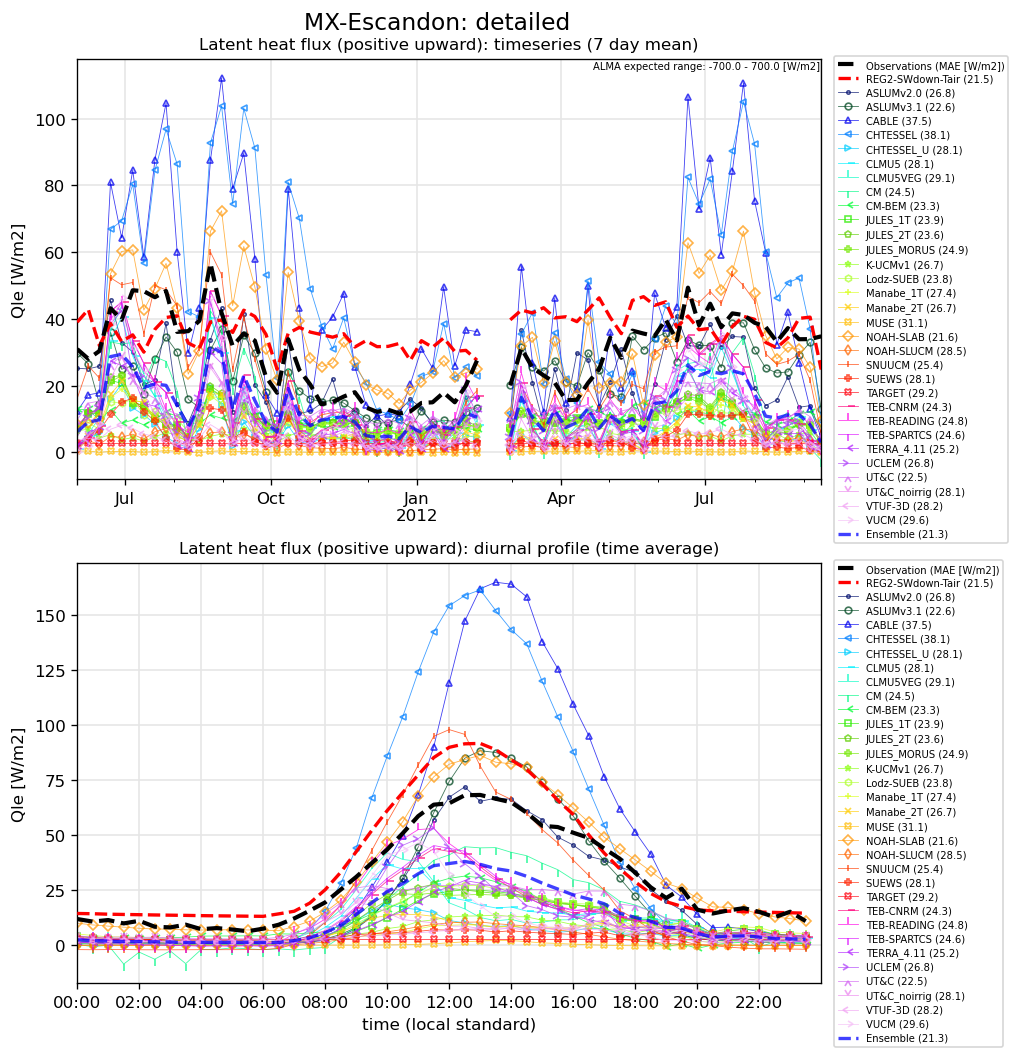 MX-Escandon: detailed
Latent heat flux (positive upward): timeseries (7 day mean)
ALMA expected range: -700.0 - 700.0 [W/m2]
Qle [W/m2]
100
80
60
40
20
0
Jul
Oct
Jan
2012
Apr
Jul
Observations (MAE [W/m2])
REG2-SWdown-Tair (21.5)
ASLUMv2.0 (26.8)
ASLUMv3.1 (22.6)
CABLE (37.5)
CHTESSEL (38.1)
CHTESSEL_U (28.1)
CLMU5 (28.1)
CLMU5VEG (29.1)
CM (24.5)
CM-BEM (23.3)
JULES_1T (23.9)
JULES_2T (23.6)
JULES_MORUS (24.9)
K-UCMv1 (26.7)
Lodz-SUEB (23.8)
Manabe_1T (27.4)
Manabe_2T (26.7)
MUSE (31.1)
NOAH-SLAB (21.6)
NOAH-SLUCM (28.5)
SNUUCM (25.4)
SUEWS (28.1)
TARGET (29.2)
TEB-CNRM (24.3)
TEB-READING (24.8)
TEB-SPARTCS (24.6)
TERRA_4.11 (25.2)
UCLEM (26.8)
UT&C (22.5)
UT&C_noirrig (28.1)
VTUF-3D (28.2)
VUCM (29.6)
Ensemble (21.3)
Latent heat flux (positive upward): diurnal profile (time average)
Qle [W/m2]
150
125
100
75
50
25
0
00:00
02:00
04:00
06:00
08:00
10:00
12:00
14:00
16:00
18:00
20:00
22:00
time (local standard)
Observation (MAE [W/m2])
REG2-SWdown-Tair (21.5)
ASLUMv2.0 (26.8)
ASLUMv3.1 (22.6)
CABLE (37.5)
CHTESSEL (38.1)
CHTESSEL_U (28.1)
CLMU5 (28.1)
CLMU5VEG (29.1)
CM (24.5)
CM-BEM (23.3)
JULES_1T (23.9)
JULES_2T (23.6)
JULES_MORUS (24.9)
K-UCMv1 (26.7)
Lodz-SUEB (23.8)
Manabe_1T (27.4)
Manabe_2T (26.7)
MUSE (31.1)
NOAH-SLAB (21.6)
NOAH-SLUCM (28.5)
SNUUCM (25.4)
SUEWS (28.1)
TARGET (29.2)
TEB-CNRM (24.3)
TEB-READING (24.8)
TEB-SPARTCS (24.6)
TERRA_4.11 (25.2)
UCLEM (26.8)
UT&C (22.5)
UT&C_noirrig (28.1)
VTUF-3D (28.2)
VUCM (29.6)
Ensemble (21.3)